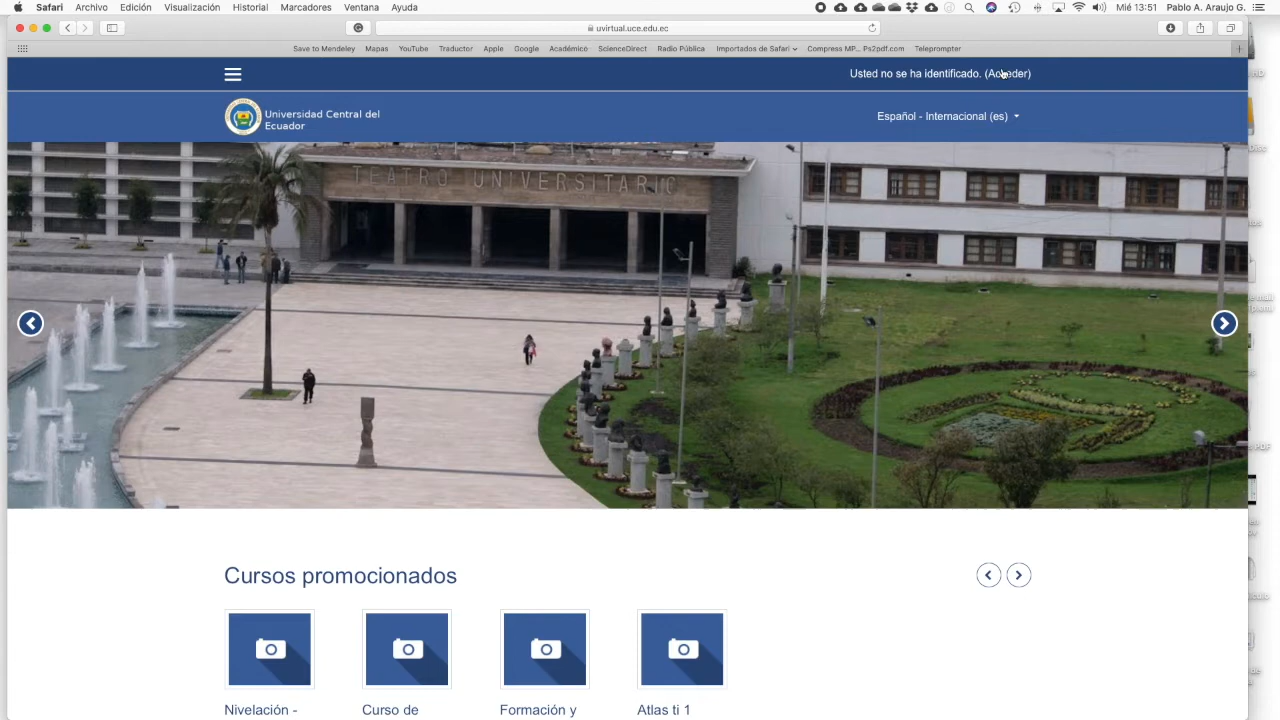 Safari Archivo Edición Visualización Historial Marcadores Ventana Ayuda Mié 13:51 Pablo A. Araujo G.
uvirtual.uce.edu.ec
Save to Mendeley Mapas YouTube Traductor Apple Google Académico ScienceDirect Radio Pública Importados de Safari Compress MP... Ps2pdf.com Teleprompter
Usted no se ha identificado. (Acceder)
Universidad Central del
Ecuador
Español - Internacional (es)
TEATRO UNIVERSITARIO
Cursos promocionados
Nivelación - Curso de Formación y Atlas ti 1